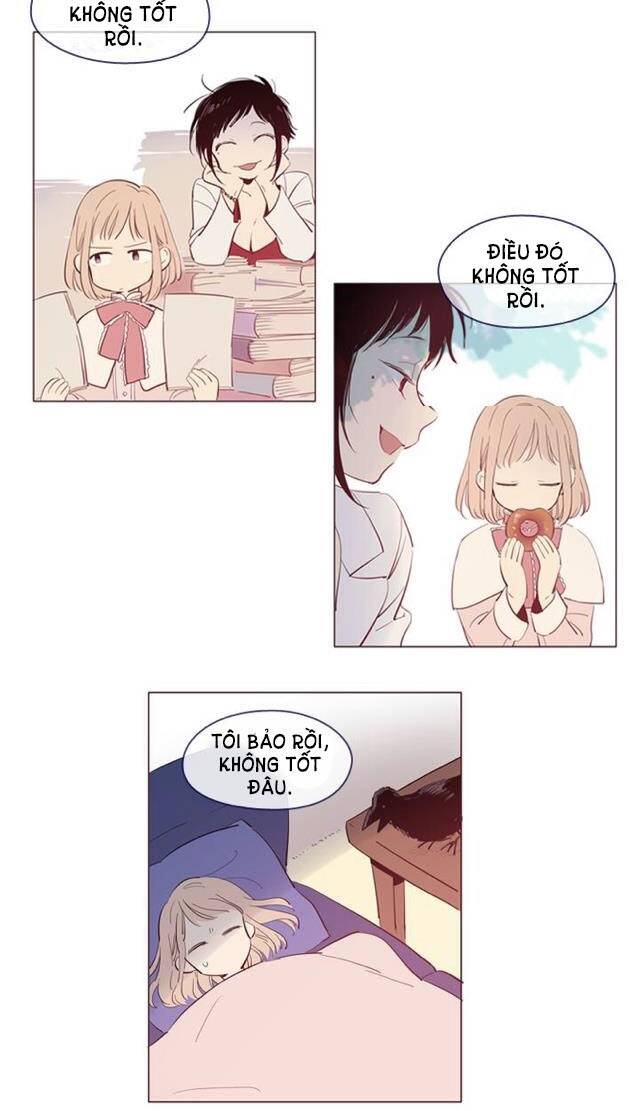 KHÔNG TỐT
RỒI.
ĐIỀU ĐÓ
KHÔNG TỐT
RỒI.
TÔI BẢO RỒI,
KHÔNG TỐT
ĐÂU.